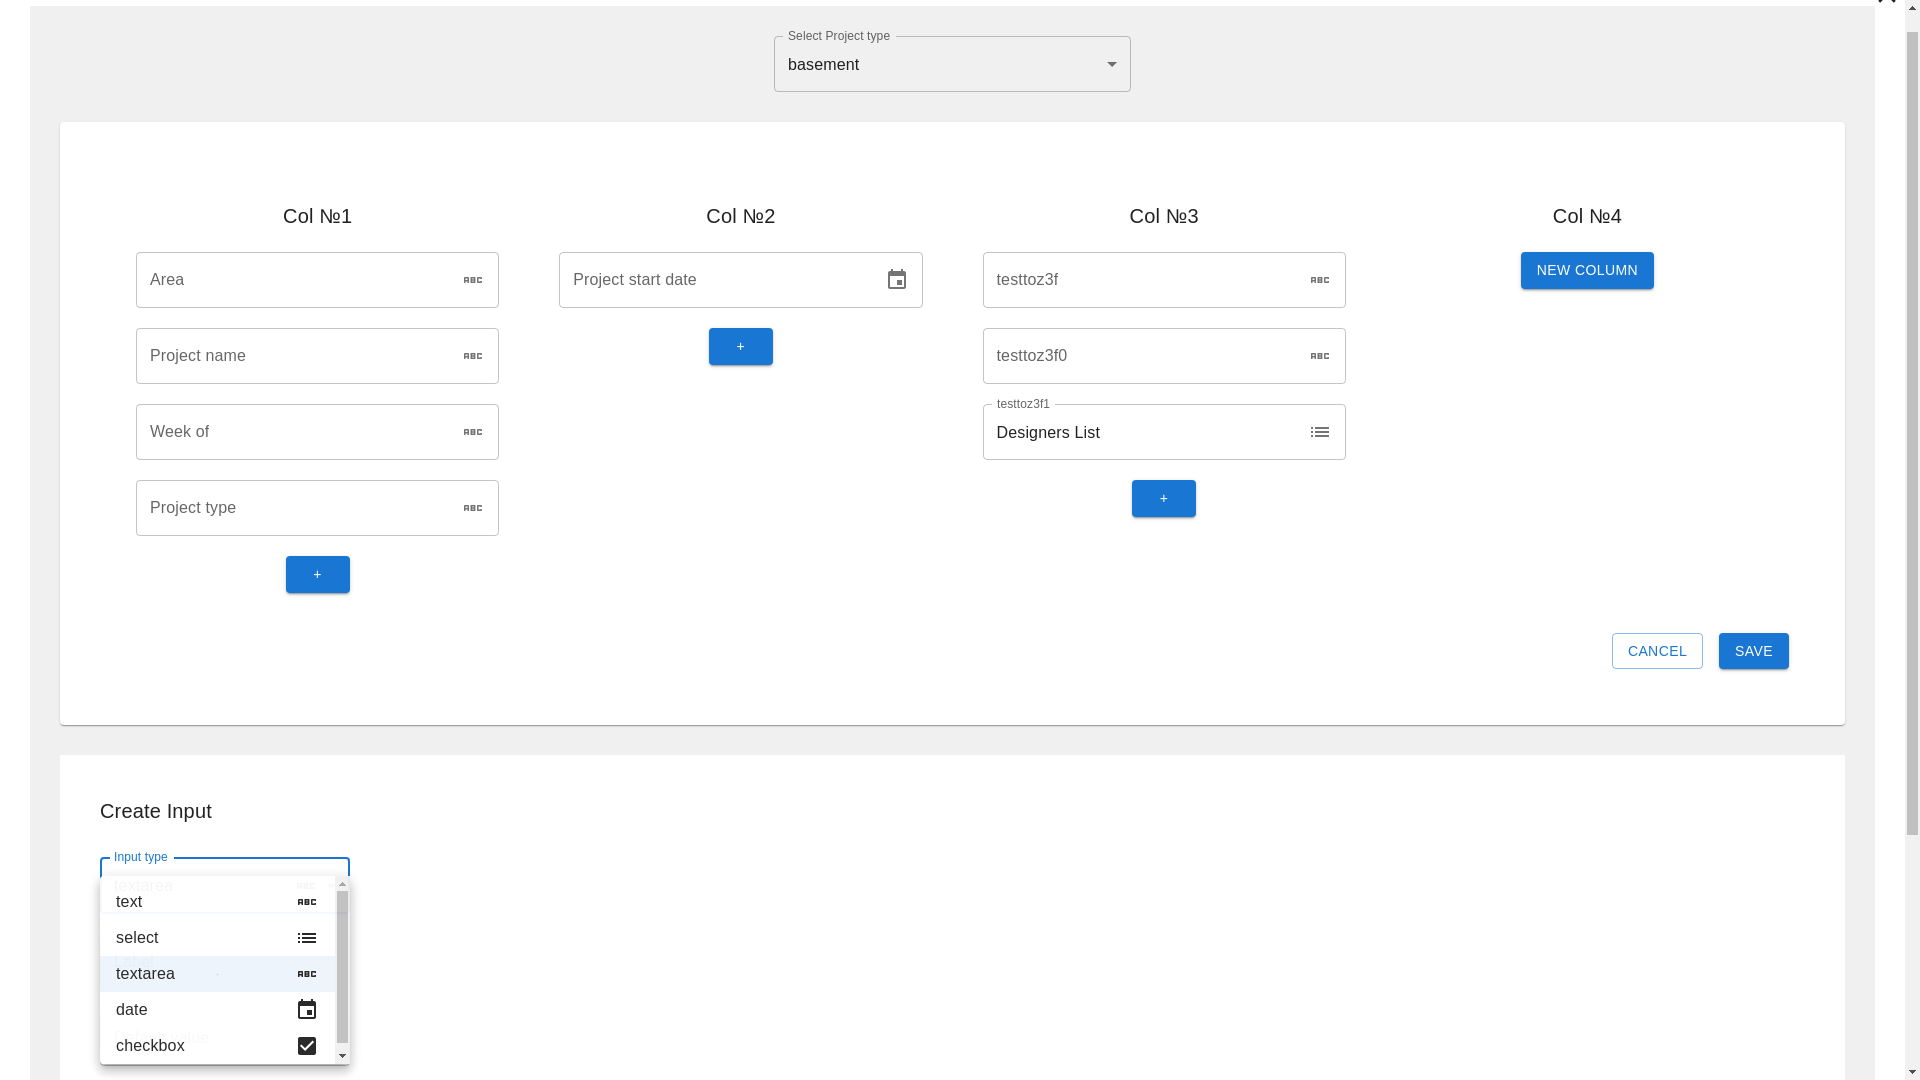 Select Project type
basement
Col №1
Col №2
Col №3
Col №4
Area
ABC
Project start date
testtoz3f
ABC
NEW COLUMN
Project name
ABC
+
testtoz3f0
ABC
Week of
ABC
testtoz3f1
Designers List
Project type
ABC
+
+
CANCEL
SAVE
Create Input
Input type
textarea
text
ABC
select
Label
textarea
ABC
date
checkbox